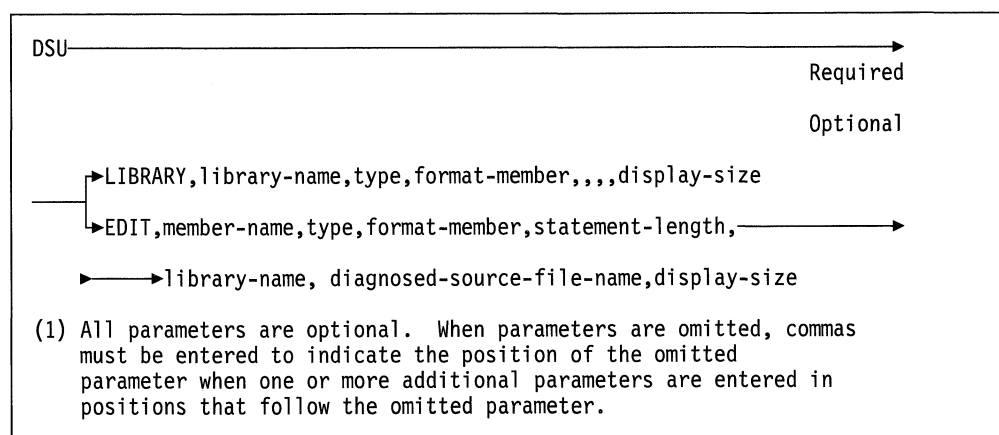 DSU
Required
Optional
LIBRARY,library-name,type,format-member,,,,display-size
EDIT,member-name,type,format-member,statement-length,
library-name, diagnosed-source-file-name,display-size
(1) All parameters are optional. When parameters are omitted, commas
must be entered to indicate the position of the omitted
parameter when one or more additional parameters are entered in
positions that follow the omitted parameter.